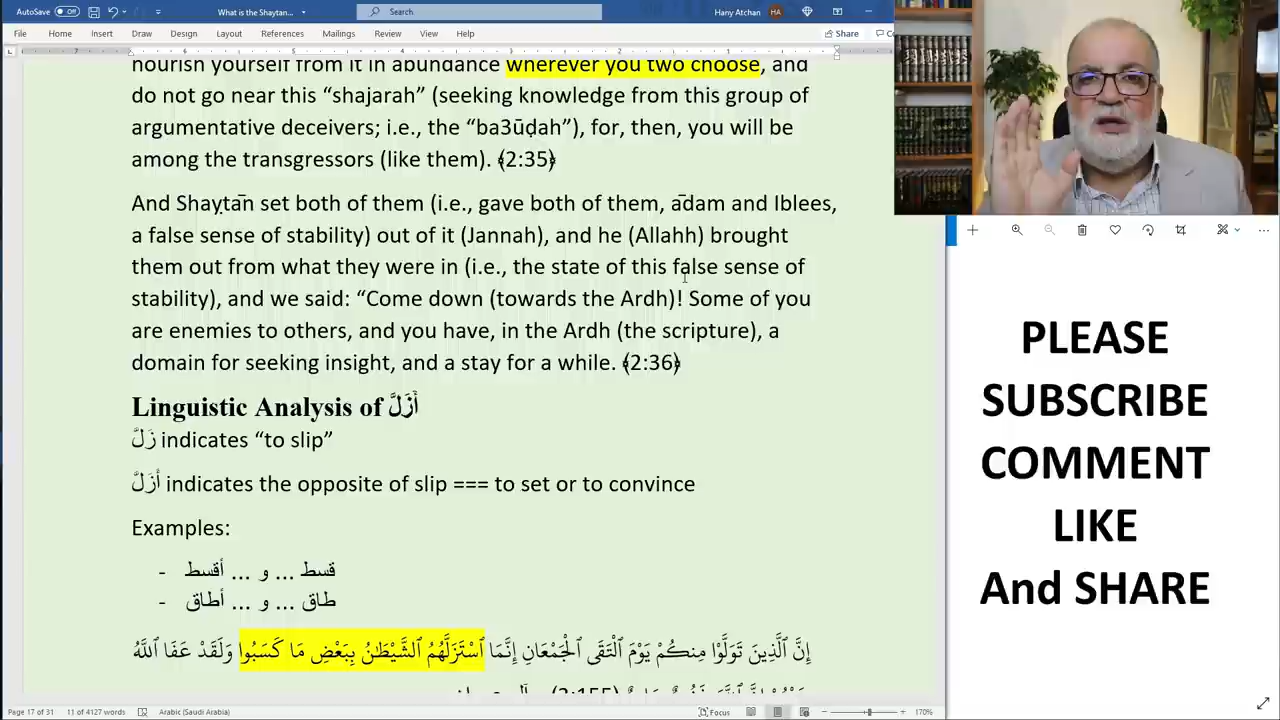 AutoSave Off What is the Shaytan... Search Hany Atchan HA
File Home Insert Draw Design Layout References Mailings Review View Help Share
nourish yourself from it in abundance wherever you two choose, and
do not go near this “shajarah” (seeking knowledge from this group of
argumentative deceivers; i.e., the “ba3ūḍah”), for, then, you will be
among the transgressors (like them). ﴾2:35﴿
And Shayṭān set both of them (i.e., gave both of them, ādam and Iblees,
a false sense of stability) out of it (Jannah), and he (Allahh) brought
them out from what they were in (i.e., the state of this false sense of
stability), and we said: “Come down (towards the Ardh)! Some of you
are enemies to others, and you have, in the Ardh (the scripture), a
domain for seeking insight, and a stay for a while. ﴾2:36﴿
Linguistic Analysis of أَزَلَّ
زَلَّ indicates “to slip”
أَزَلَّ indicates the opposite of slip === to set or to convince
Examples:
- قسط ... و ... أقسط
- طاق ... و ... أطاق
إِنَّ ٱلَّذِينَ تَوَلَّوْا۟ مِنكُمْ يَوْمَ ٱلْتَقَى ٱلْجَمْعَانِ إِنَّمَا ٱسْتَزَلَّهُمُ ٱلشَّيْطَـٰنُ بِبَعْضِ مَا كَسَبُوا۟ وَلَقَدْ عَفَا ٱللَّهُ
Page 17 of 31 11 of 4127 words Arabic (Saudi Arabia) Focus 170%
PLEASE
SUBSCRIBE
COMMENT
LIKE
And SHARE